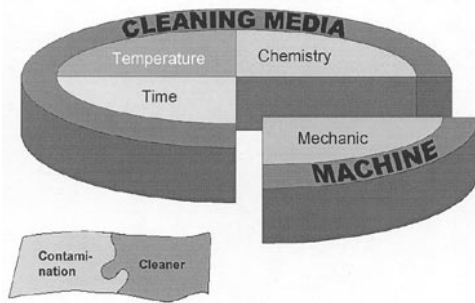 CLEANING MEDIA
Temperature
Chemistry
Time
Mechanic
MACHINE
Contami-
nation
Cleaner